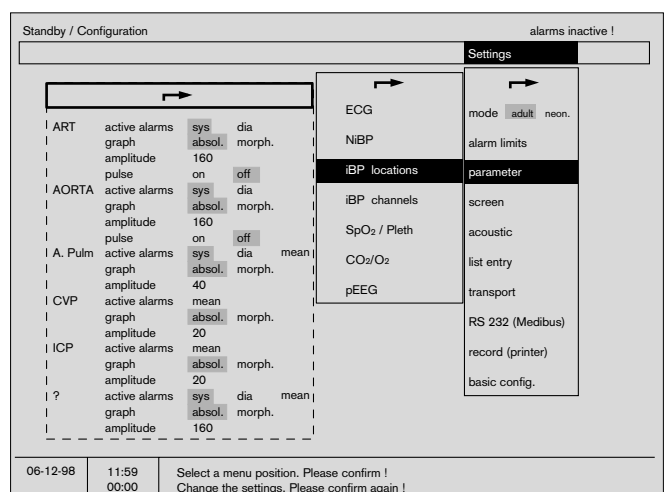 Standby / Configuration alarms inactive !
Settings
ART active alarms sys dia
graph absol. morph.
amplitude 160
pulse on off
AORTA active alarms sys dia
graph absol. morph.
amplitude 160
pulse on off
A. Pulm active alarms sys dia mean
graph absol. morph.
amplitude 40
CVP active alarms mean
graph absol. morph.
amplitude 20
ICP active alarms mean
graph absol. morph.
amplitude 20
? active alarms sys dia mean
graph absol. morph.
amplitude 160
ECG
NiBP
iBP locations
iBP channels
SpO2 / Pleth
CO2/O2
pEEG
mode adult neon.
alarm limits
parameter
screen
acoustic
list entry
transport
RS 232 (Medibus)
record (printer)
basic config.
06-12-98 11:59 Select a menu position. Please confirm !
00:00 Change the settings. Please confirm again !